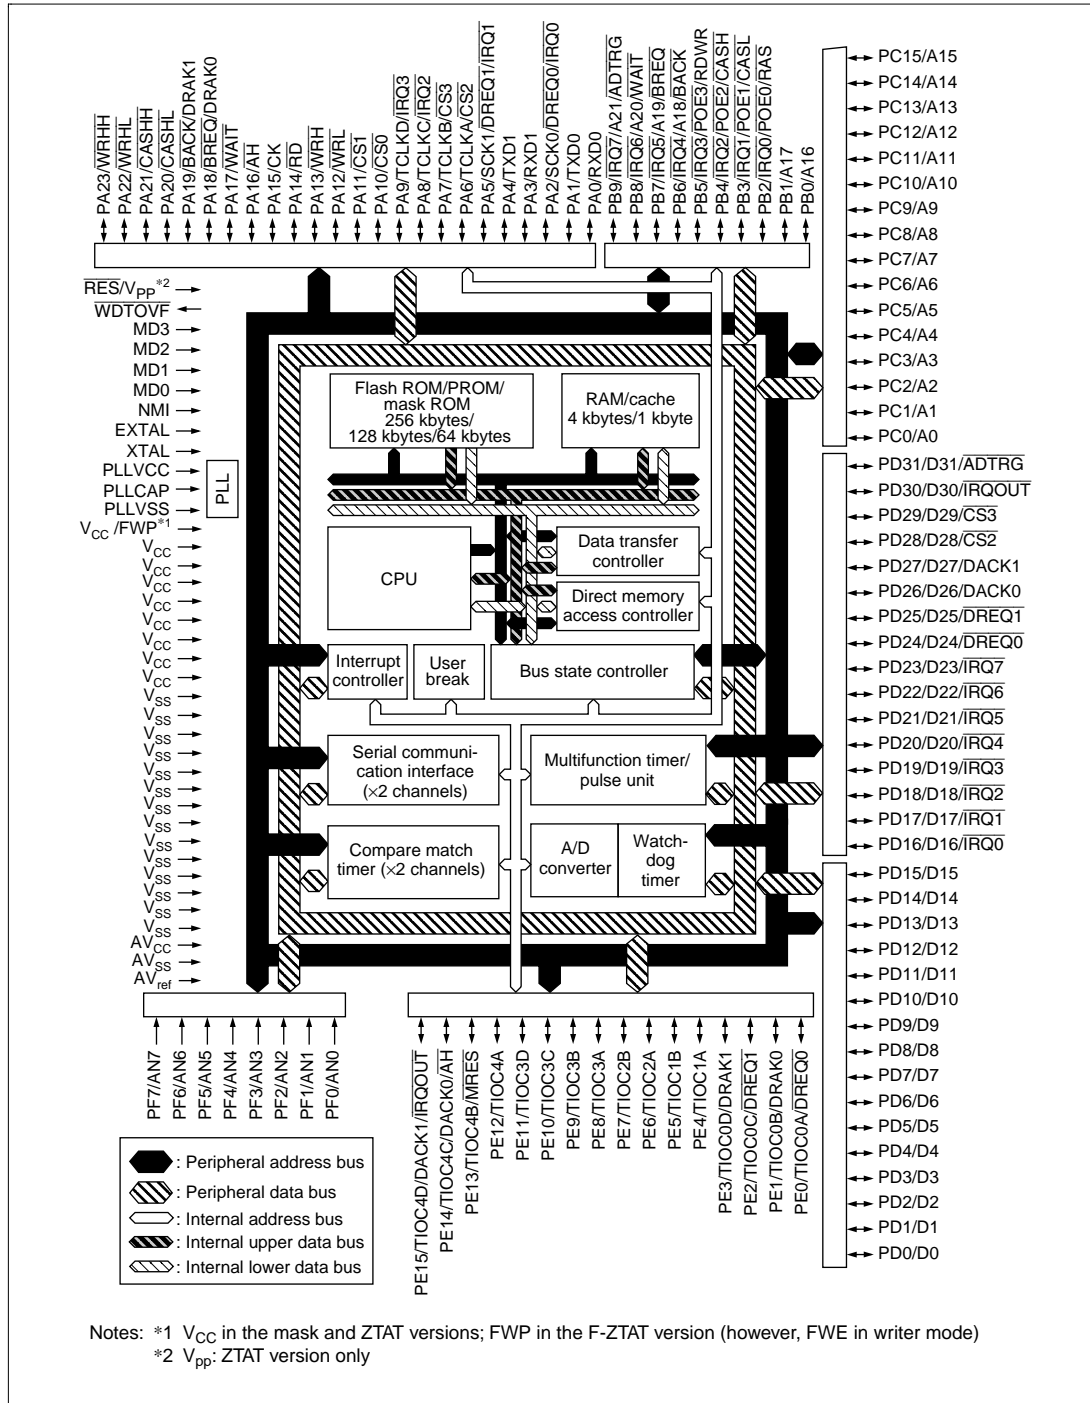 PA23/WRHH
PA22/WRHL
PA21/CASHH
PA20/CASHL
PA19/BACK/DRAK1
PA18/BREQ/DRAK0
PA17/WAIT
PA16/AH
PA15/CK
PA14/RD
PA13/WRH
PA12/WRL
PA11/CS1
PA10/CS0
PA9/TCLKD/IRQ3
PA8/TCLKC/IRQ2
PA7/TCLKB/CS3
PA6/TCLKA/CS2
PA5/SCK1/DREQ1/IRQ1
PA4/TXD1
PA3/RXD1
PA2/SCK0/DREQ0/IRQ0
PA1/TXD0
PA0/RXD0
PB9/IRQ7/A21/ADTRG
PB8/IRQ6/A20/WAIT
PB7/IRQ5/A19/BREQ
PB6/IRQ4/A18/BACK
PB5/IRQ3/POE3/RDWR
PB4/IRQ2/POE2/CASH
PB3/IRQ1/POE1/CASL
PB2/IRQ0/POE0/RAS
PB1/A17
PB0/A16
PC15/A15
PC14/A14
PC13/A13
PC12/A12
PC11/A11
PC10/A10
PC9/A9
PC8/A8
PC7/A7
PC6/A6
PC5/A5
PC4/A4
PC3/A3
PC2/A2
PC1/A1
PC0/A0
RES/VPP*2
WDTOVF
MD3
MD2
MD1
MD0
NMI
EXTAL
XTAL
PLLVCC
PLLCAP
PLLVSS
PLL
VCC/FWP*1
VCC
VCC
VCC
VCC
VCC
VCC
VCC
VCC
VSS
VSS
VSS
VSS
VSS
VSS
VSS
VSS
VSS
VSS
VSS
VSS
VSS
AVCC
AVSS
AVref
Flash ROM/PROM/
mask ROM
256 kbytes/
128 kbytes/64 kbytes
RAM/cache
4 kbytes/1 kbyte
CPU
Data transfer
controller
Direct memory
access controller
Interrupt
controller
User
break
Bus state controller
Serial communi-
cation interface
(×2 channels)
Multifunction timer/
pulse unit
Compare match
timer (×2 channels)
A/D
converter
Watch-
dog
timer
PD31/D31/ADTRG
PD30/D30/IRQOUT
PD29/D29/CS3
PD28/D28/CS2
PD27/D27/DACK1
PD26/D26/DACK0
PD25/D25/DREQ1
PD24/D24/DREQ0
PD23/D23/IRQ7
PD22/D22/IRQ6
PD21/D21/IRQ5
PD20/D20/IRQ4
PD19/D19/IRQ3
PD18/D18/IRQ2
PD17/D17/IRQ1
PD16/D16/IRQ0
PD15/D15
PD14/D14
PD13/D13
PD12/D12
PD11/D11
PD10/D10
PD9/D9
PD8/D8
PD7/D7
PD6/D6
PD5/D5
PD4/D4
PD3/D3
PD2/D2
PD1/D1
PD0/D0
PF7/AN7
PF6/AN6
PF5/AN5
PF4/AN4
PF3/AN3
PF2/AN2
PF1/AN1
PF0/AN0
PE15/TIOC4D/DACK1/IRQOUT
PE14/TIOC4C/DACK0/AH
PE13/TIOC4B/MRES
PE12/TIOC4A
PE11/TIOC3D
PE10/TIOC3C
PE9/TIOC3B
PE8/TIOC3A
PE7/TIOC2B
PE6/TIOC2A
PE5/TIOC1B
PE4/TIOC1A
PE3/TIOC0D/DRAK1
PE2/TIOC0C/DREQ1
PE1/TIOC0B/DRAK0
PE0/TIOC0A/DREQ0
: Peripheral address bus
: Peripheral data bus
: Internal address bus
: Internal upper data bus
: Internal lower data bus
Notes: *1 VCC in the mask and ZTAT versions; FWP in the F-ZTAT version (however, FWE in writer mode)
*2 Vpp: ZTAT version only